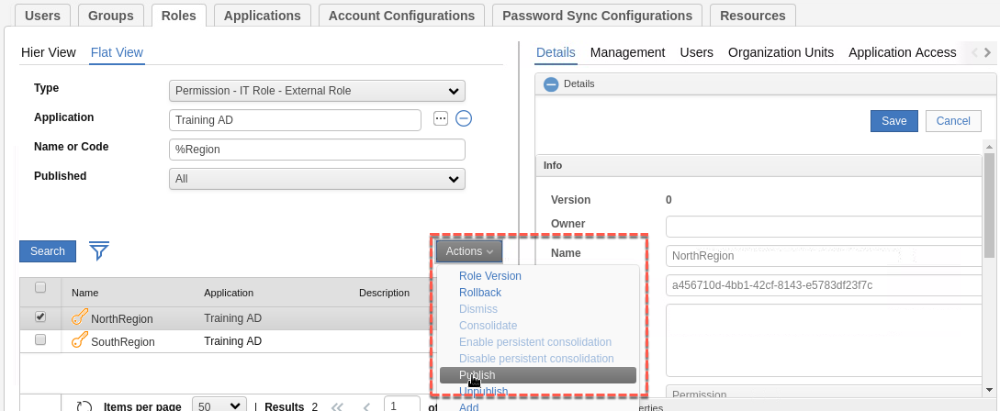 Users Groups Roles Applications Account Configurations Password Sync Configurations Resources
Hier View Flat View
Details Management Users Organization Units Application Access
Type Permission - IT Role - External Role
Details
Application Training AD
Save Cancel
Name or Code %Region
Published All
Info
Version 0
Owner
Search
Actions
Name NorthRegion
Role Version
a456710d-4bb1-42cf-8143-e5783df23f7c
Name Application Description
Rollback
Dismiss
NorthRegion Training AD
Consolidate
SouthRegion Training AD
Enable persistent consolidation
Disable persistent consolidation
Publish
Unpublish
Permission
Items per page 50 | Results 2 1 of
Add
erties